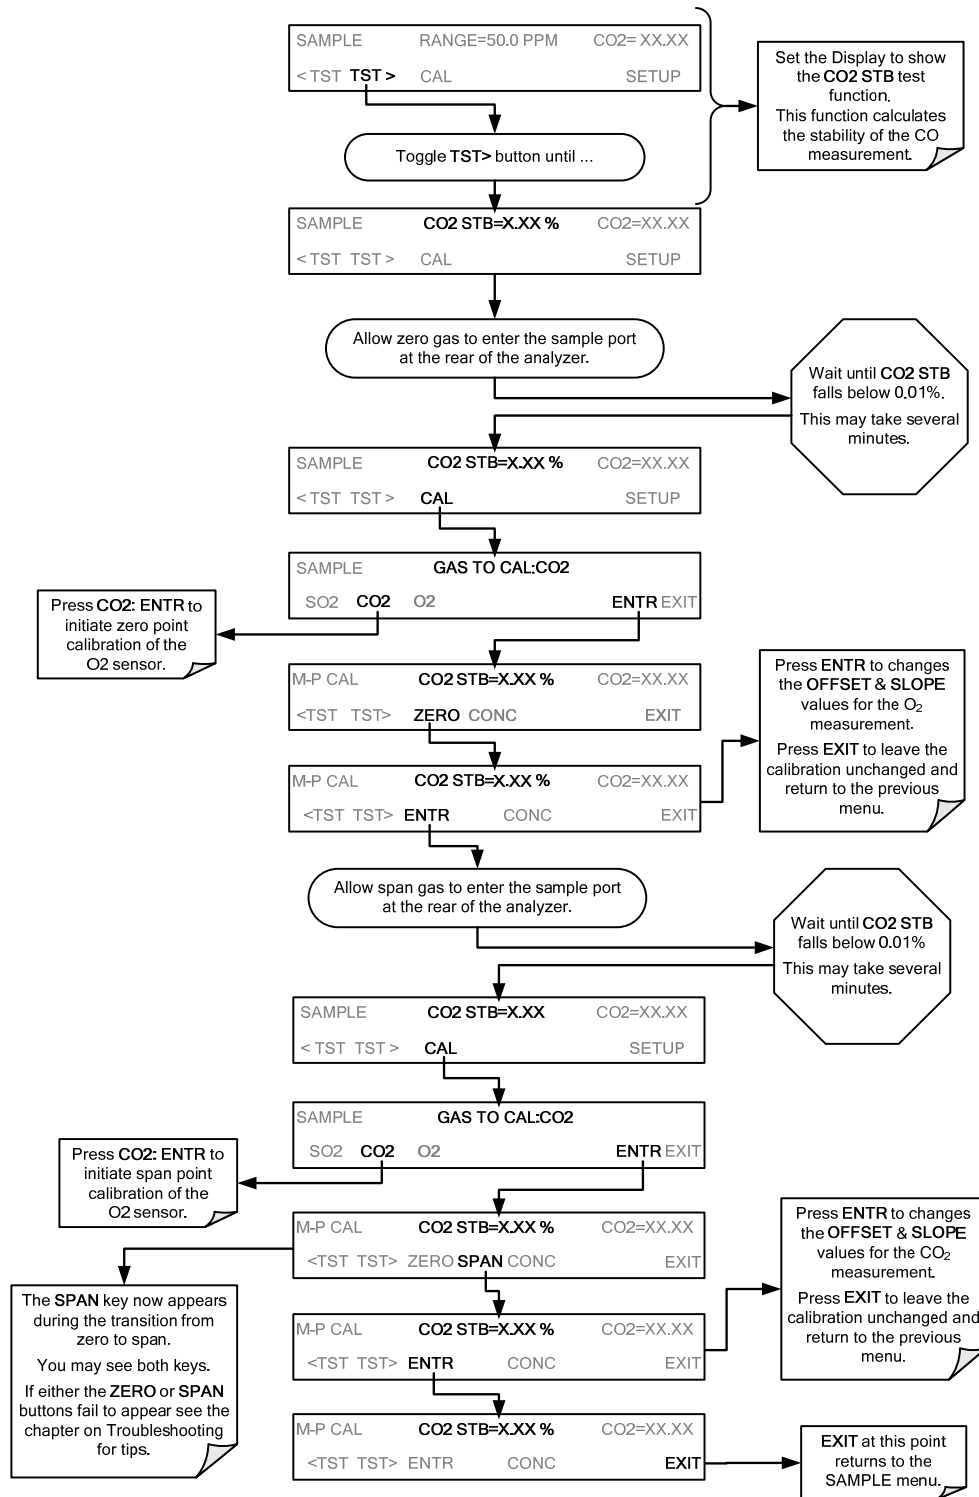 SAMPLE RANGE=50.0 PPM CO2= XX.XX
< TST TST > CAL SETUP
Set the Display to show
the CO2 STB test
function.
This function calculates
the stability of the CO
measurement.
Toggle TST> button until ...
SAMPLE CO2 STB=X.XX % CO2=XX.XX
< TST TST > CAL SETUP
Allow zero gas to enter the sample port
at the rear of the analyzer.
Wait until CO2 STB
falls below 0.01%.
This may take several
minutes.
SAMPLE CO2 STB=X.XX % CO2=XX.XX
< TST TST > CAL SETUP
SAMPLE GAS TO CAL:CO2
SO2 CO2 O2 ENTR EXIT
Press CO2: ENTR to
initiate zero point
calibration of the
O2 sensor.
M-P CAL CO2 STB=X.XX % CO2=XX.XX
<TST TST> ZERO CONC EXIT
M-P CAL CO2 STB=X.XX % CO2=XX.XX
<TST TST> ENTR CONC EXIT
Press ENTR to changes
the OFFSET & SLOPE
values for the O2
measurement.
Press EXIT to leave the
calibration unchanged and
return to the previous
menu.
Allow span gas to enter the sample port
at the rear of the analyzer.
Wait until CO2 STB
falls below 0.01%
This may take several
minutes.
SAMPLE CO2 STB=X.XX CO2=XX.XX
< TST TST > CAL SETUP
SAMPLE GAS TO CAL:CO2
SO2 CO2 O2 ENTR EXIT
Press CO2: ENTR to
initiate span point
calibration of the
O2 sensor.
M-P CAL CO2 STB=X.XX % CO2=XX.XX
<TST TST> ZERO SPAN CONC EXIT
The SPAN key now appears
during the transition from
zero to span.
You may see both keys.
If either the ZERO or SPAN
buttons fail to appear see the
chapter on Troubleshooting
for tips.
M-P CAL CO2 STB=X.XX % CO2=XX.XX
<TST TST> ENTR CONC EXIT
Press ENTR to changes
the OFFSET & SLOPE
values for the CO2
measurement.
Press EXIT to leave the
calibration unchanged and
return to the previous
menu.
M-P CAL CO2 STB=X.XX % CO2=XX.XX
<TST TST> ENTR CONC EXIT
EXIT at this point
returns to the
SAMPLE menu.